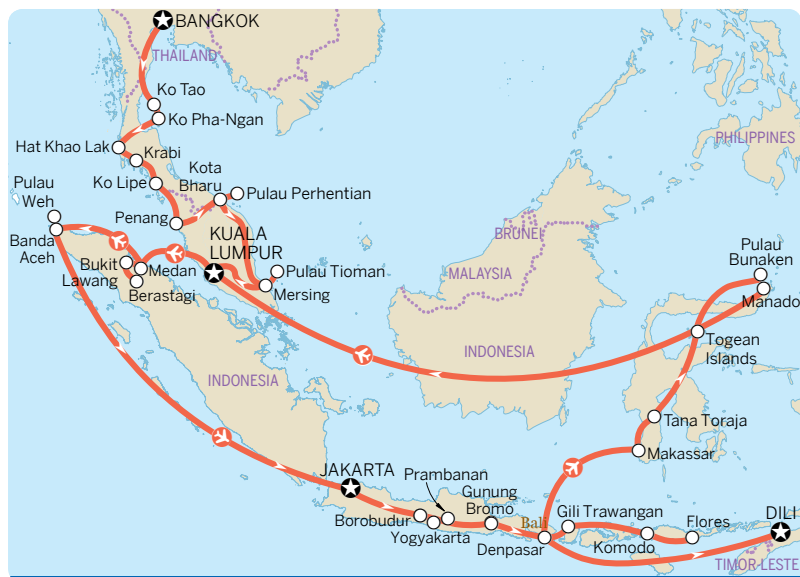 BANGKOK
THAILAND
Ko Tao
Ko Pha-Ngan
PHILIPPINES
Hat Khao Lak
Krabi
Kota
Bharu
Pulau
Weh
Ko Lipe
Pulau Perhentian
Penang
Banda
Aceh
KUALA
LUMPUR
BRUNEI
Pulau
Bunaken
Bukit
Lawang
Medan
Pulau Tioman
MALAYSIA
Berastagi
Mersing
Manado
Togean
Islands
INDONESIA
INDONESIA
Tana Toraja
Makassar
JAKARTA
Prambanan
Gunung
Bromo
Borobudur
Yogyakarta
Bali
Gili Trawangan
Flores
DILI
Denpasar
Komodo
TIMOR-LESTE